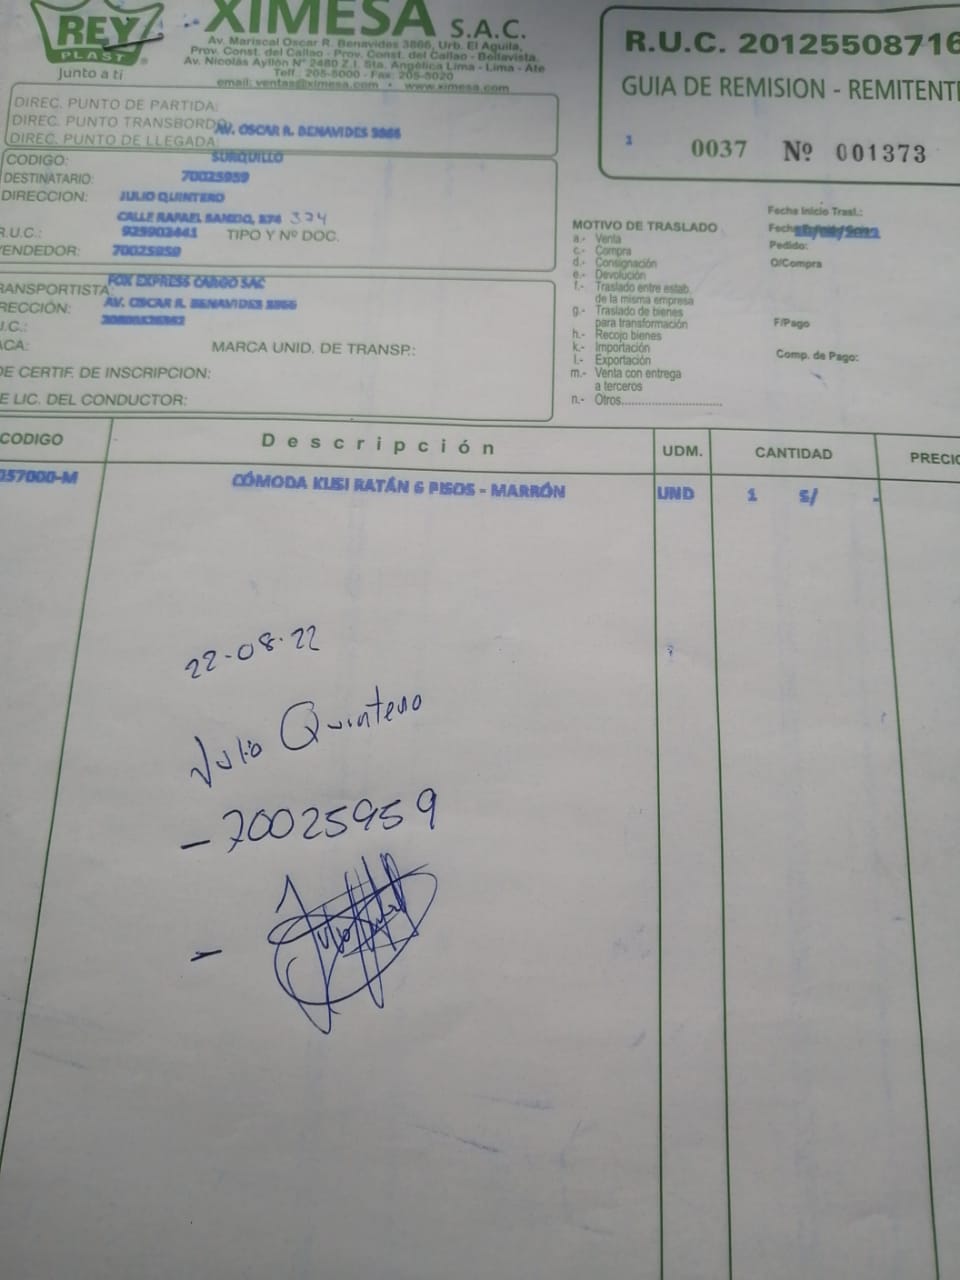 REY
PLAST
Junto a ti
XIMESA S.A.C.
Av. Mariscal Oscar R. Benavides 3866, Urb. El Aguila,
Prov. Const. del Callao - Prov. Const. del Callao - Bellavista.
Av. Nicolás Ayllón Nº 2480 Z.I. Sta. Angélica Lima - Lima - Ate
Telf.: 205-5000 - Fax: 205-5020
email: ventas@ximesa.com • www.ximesa.com
R.U.C. 20125508716
GUIA DE REMISION - REMITENTE
1 0037 Nº 001373
DIREC. PUNTO DE PARTIDA:
DIREC. PUNTO TRANSBORDO:
AV. OSCAR R. BENAVIDES 3866
DIREC. PUNTO DE LLEGADA:
SURQUILLO
CODIGO:
70025959
DESTINATARIO:
JULIO QUINTERO
DIRECCION:
CALLE RAFAEL SANZIO, 374 374
R.U.C.: 925902441 TIPO Y Nº DOC.
VENDEDOR: 70025959
FOX EXPRESS CARGO SAC
TRANSPORTISTA:
AV. OSCAR R. BENAVIDES 3866
RECCIÓN:
U.C.:
ACA: MARCA UNID. DE TRANSP.:
DE CERTIF. DE INSCRIPCION:
E LIC. DEL CONDUCTOR:
MOTIVO DE TRASLADO
a.- Venta
c.- Compra
d.- Consignación
e.- Devolución
f.- Traslado entre estab.
de la misma empresa
g.- Traslado de bienes
para transformación
h.- Recojo bienes
k.- Importación
l.- Exportación
m.- Venta con entrega
a terceros
n.- Otros
Fecha Inicio Trasl.:
Fecha
Pedido:
O/Compra
F/Pago
Comp. de Pago:
CODIGO Descripción UDM. CANTIDAD PRECIO
057000-M CÓMODA KUSI RATÁN 6 PISOS - MARRÓN UND 1 S/ -
22-08-22
Julio Quintero
- 70025959
-